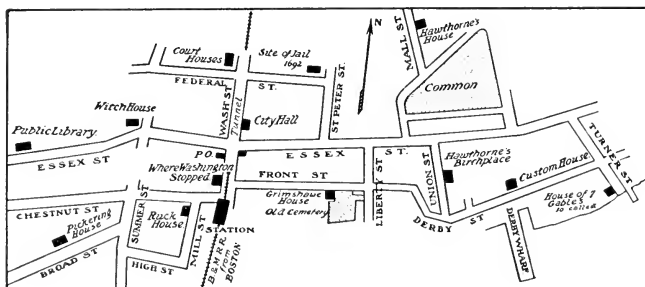 Court
Houses
Site of Jail
1692
N
MALL ST
Hawthorne's
House
FEDERAL
ST.
Common
Witch House
WASH ST
Tunnel
City Hall
ST PETER ST.
Public Library
ESSEX ST
P.O.
ESSEX
ST.
TURNER ST
Where Washington
Stopped
FRONT ST
LIBERTY ST
UNION ST
Hawthorne's
Birthplace
Custom House
CHESTNUT ST
SUMMER ST
Ruck
House
MILL ST
STATION
Grimshawe
House
Old Cemetery
DERBY ST
House of 7
Gables
so called
Pickering
House
BROAD ST
HIGH ST
B & M R.R.
from
BOSTON
DERBY WHARF